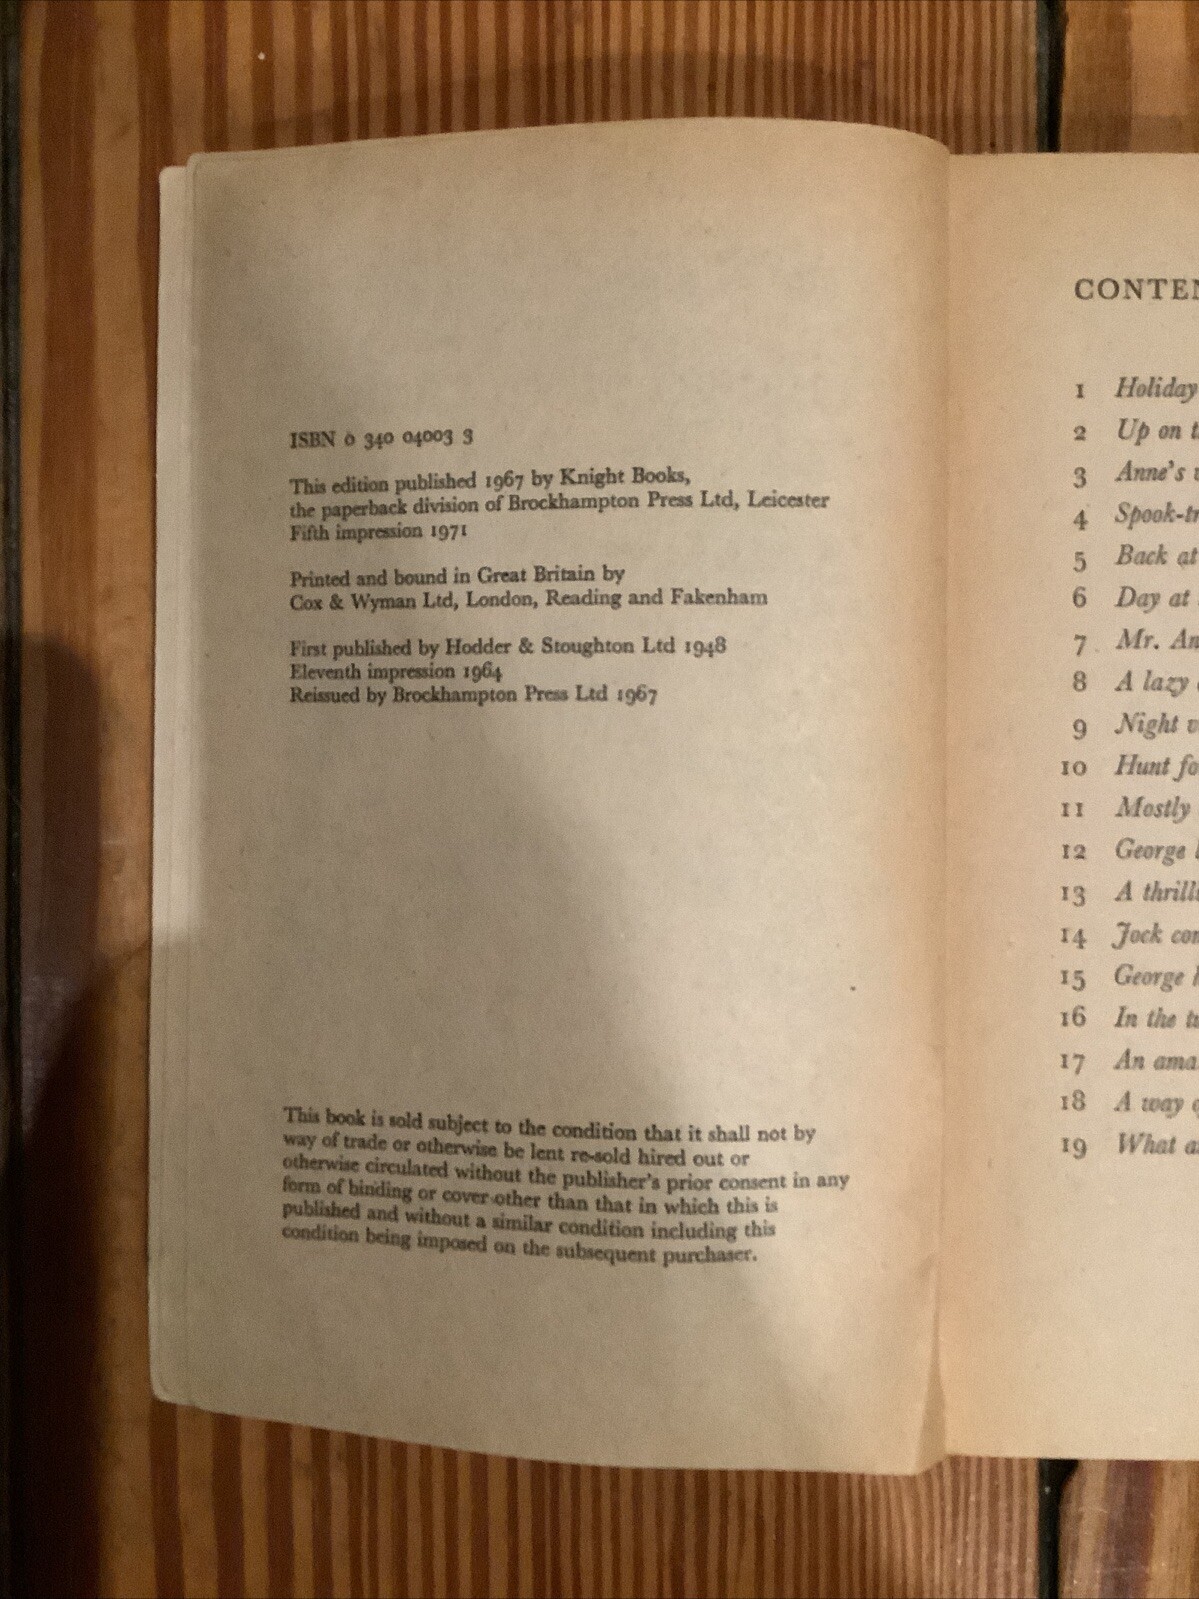 ISBN 0 340 04003 3
This edition published 1967 by Knight Books,
the paperback division of Brockhampton Press Ltd, Leicester
Fifth impression 1971
Printed and bound in Great Britain by
Cox & Wyman Ltd, London, Reading and Fakenham
First published by Hodder & Stoughton Ltd 1948
Eleventh impression 1964
Reissued by Brockhampton Press Ltd 1967
This book is sold subject to the condition that it shall not by
way of trade or otherwise be lent re-sold hired out or
otherwise circulated without the publisher's prior consent in any
form of binding or cover other than that in which this is
published and without a similar condition including this
condition being imposed on the subsequent purchaser.
CONTEN
1 Holiday
2 Up on t
3 Anne's
4 Spook-tr
5 Back at
6 Day at
7 Mr. An
8 A lazy
9 Night v
10 Hunt fo
11 Mostly
12 George
13 A thrilli
14 Jock con
15 George
16 In the tu
17 An ama
18 A way
19 What a